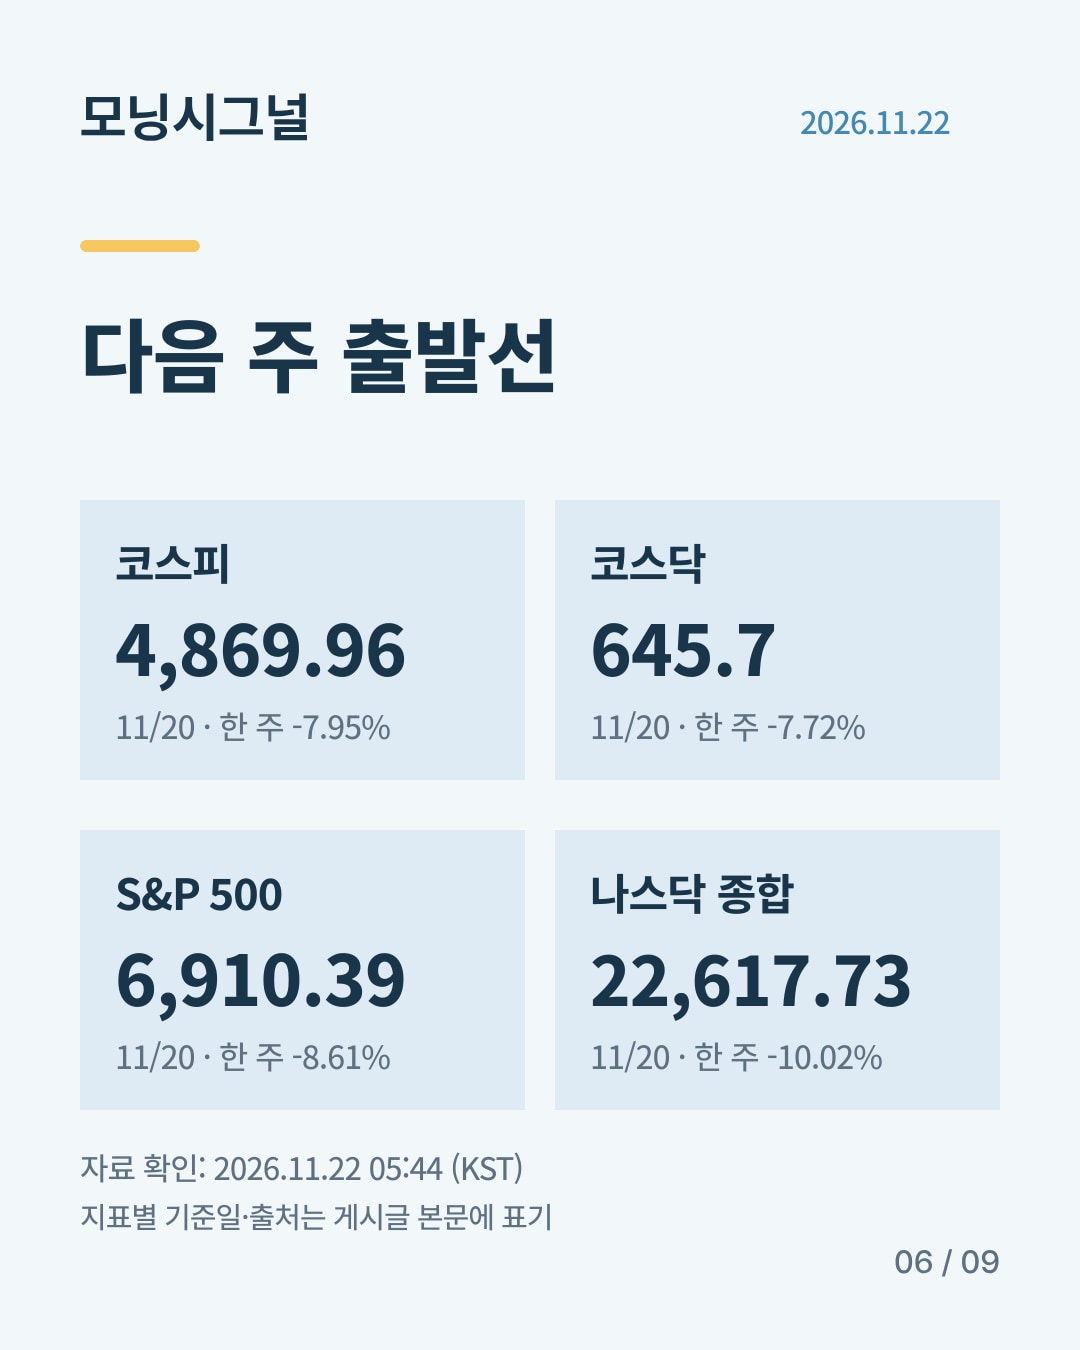 모닝시그널
2026.11.22
다음 주 출발선
코스피
4,869.96
11/20 · 한 주 -7.95%
코스닥
645.7
11/20 · 한 주 -7.72%
S&P 500
6,910.39
11/20 · 한 주 -8.61%
나스닥 종합
22,617.73
11/20 · 한 주 -10.02%
자료 확인: 2026.11.22 05:44 (KST)
지표별 기준일·출처는 게시글 본문에 표기
06 / 09